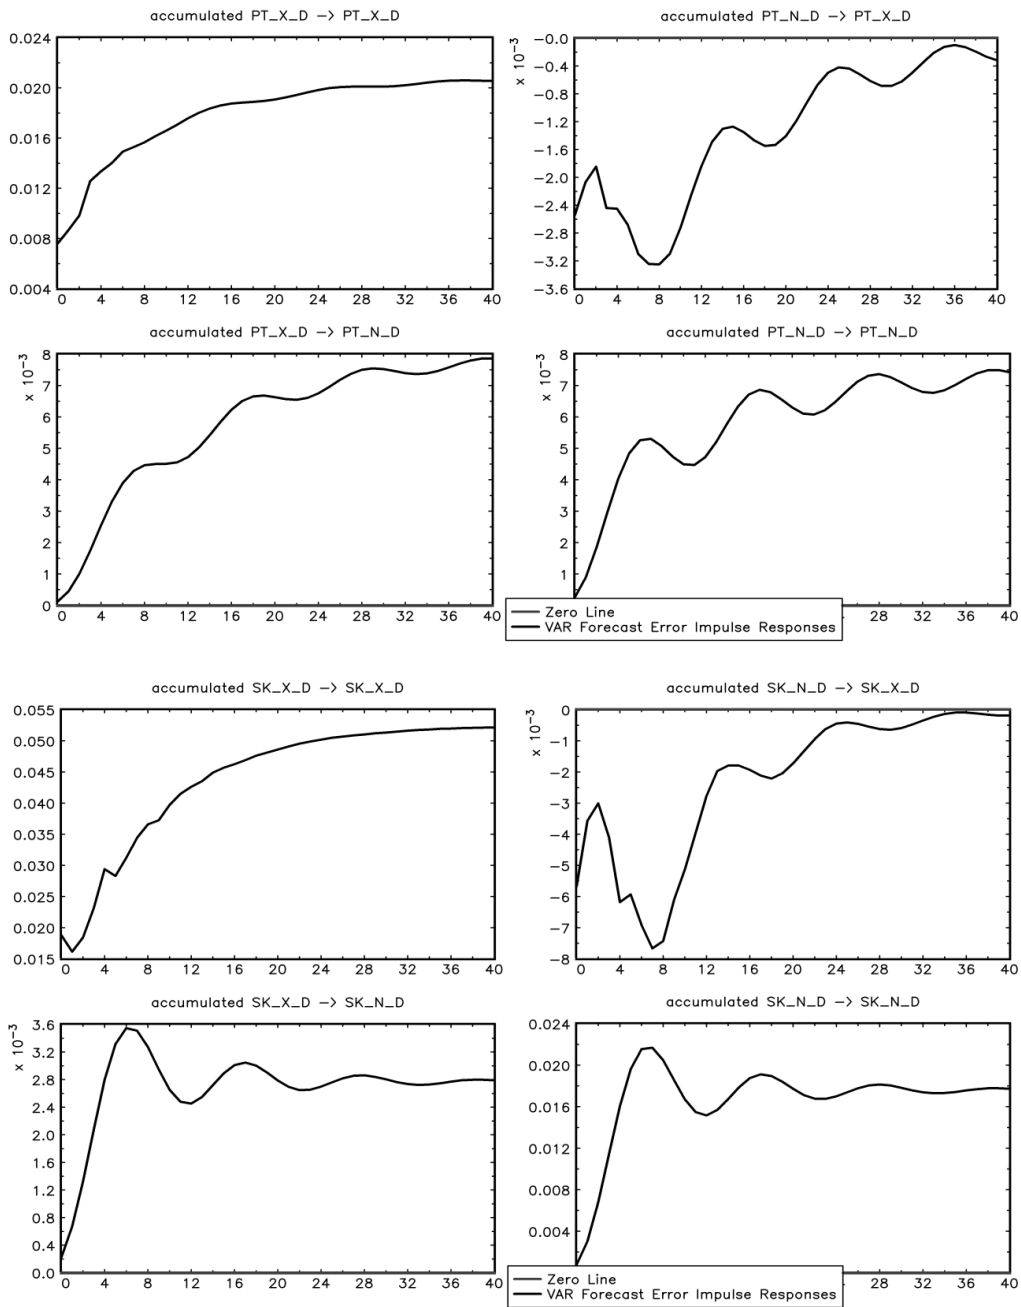 accumulated PT_X_D -> PT_X_D
0.024
0.020
0.016
0.012
0.008
0.004
0 4 8 12 16 20 24 28 32 36 40
accumulated PT_N_D -> PT_X_D
x 10^-3
-0.0
-0.4
-0.8
-1.2
-1.6
-2.0
-2.4
-2.8
-3.2
-3.6
0 4 8 12 16 20 24 28 32 36 40
accumulated PT_X_D -> PT_N_D
x 10^-3
8
7
6
5
4
3
2
1
0
0 4 8 12 16 20 24 28 32 36 40
accumulated PT_N_D -> PT_N_D
x 10^-3
8
7
6
5
4
3
2
1
24 28 32 36 40
Zero Line
VAR Forecast Error Impulse Responses
accumulated SK_X_D -> SK_X_D
0.055
0.050
0.045
0.040
0.035
0.030
0.025
0.020
0.015
0 4 8 12 16 20 24 28 32 36 40
accumulated SK_N_D -> SK_X_D
x 10^-3
0
-1
-2
-3
-4
-5
-6
-7
-8
0 4 8 12 16 20 24 28 32 36 40
accumulated SK_X_D -> SK_N_D
x 10^-3
3.6
3.2
2.8
2.4
2.0
1.6
1.2
0.8
0.4
0.0
0 4 8 12 16 20 24 28 32 36 40
accumulated SK_N_D -> SK_N_D
0.024
0.020
0.016
0.012
0.008
0.004
24 28 32 36 40
Zero Line
VAR Forecast Error Impulse Responses